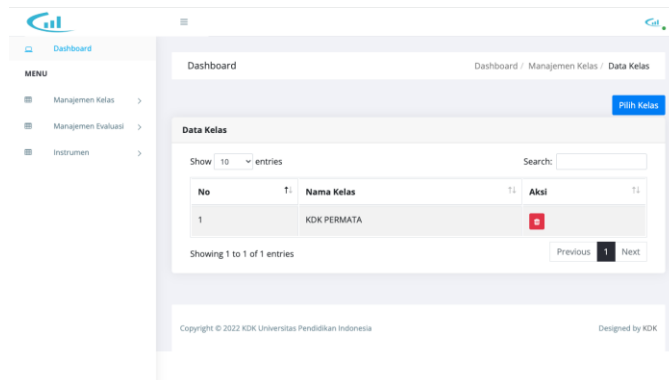 Dashboard
MENU
Manajemen Kelas
Manajemen Evaluasi
Instrumen
Dashboard
Dashboard / Manajemen Kelas / Data Kelas
Pilih Kelas
Data Kelas
Show 10 entries
Search:
No Nama Kelas Aksi
1 KDK PERMATA
Showing 1 to 1 of 1 entries
Previous 1 Next
Copyright © 2022 KDK Universitas Pendidikan Indonesia
Designed by KDK